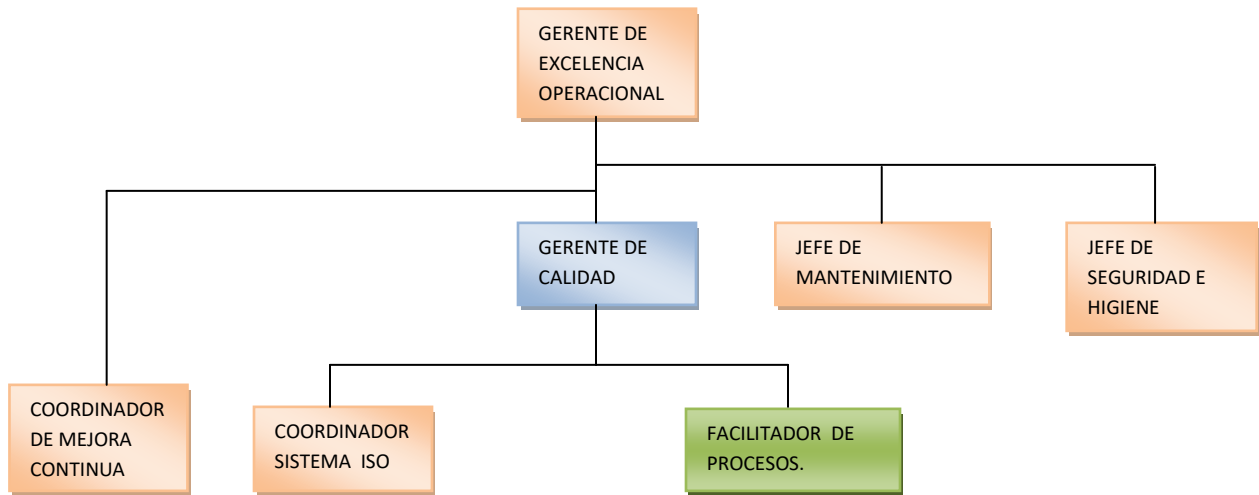 GERENTE DE
EXCELENCIA
OPERACIONAL
GERENTE DE
CALIDAD
JEFE DE
MANTENIMIENTO
JEFE DE
SEGURIDAD E
HIGIENE
COORDINADOR
DE MEJORA
CONTINUA
COORDINADOR
SISTEMA ISO
FACILITADOR DE
PROCESOS.